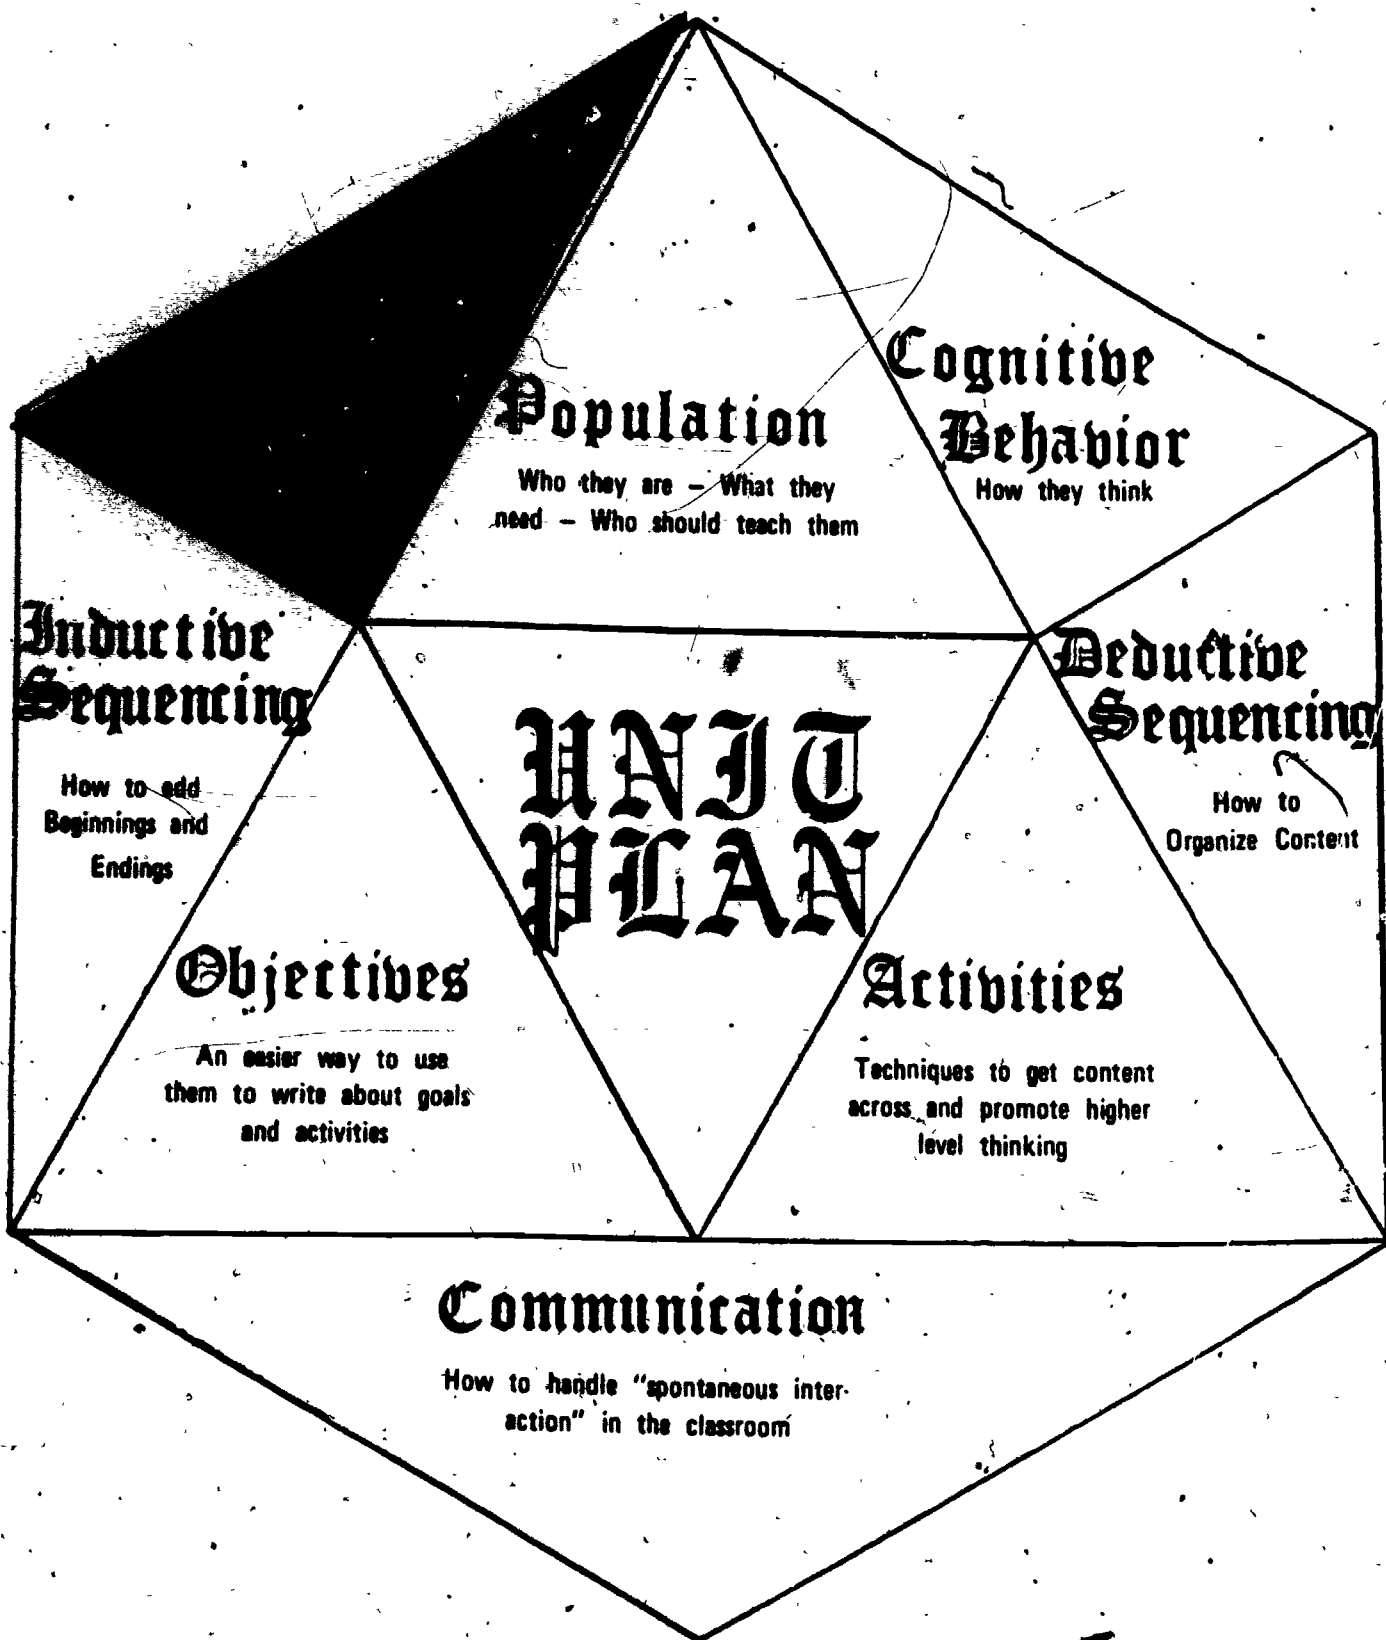 Population
Who they are – What they
need – Who should teach them
Cognitive
Behavior
How they think
Inductive
Sequencing
How to add
Beginnings and
Endings
UNIT
PLAN
Deductive
Sequencing
How to
Organize Content
Objectives
An easier way to use
them to write about goals
and activities
Activities
Techniques to get content
across and promote higher
level thinking
Communication
How to handle "spontaneous inter-
action" in the classroom